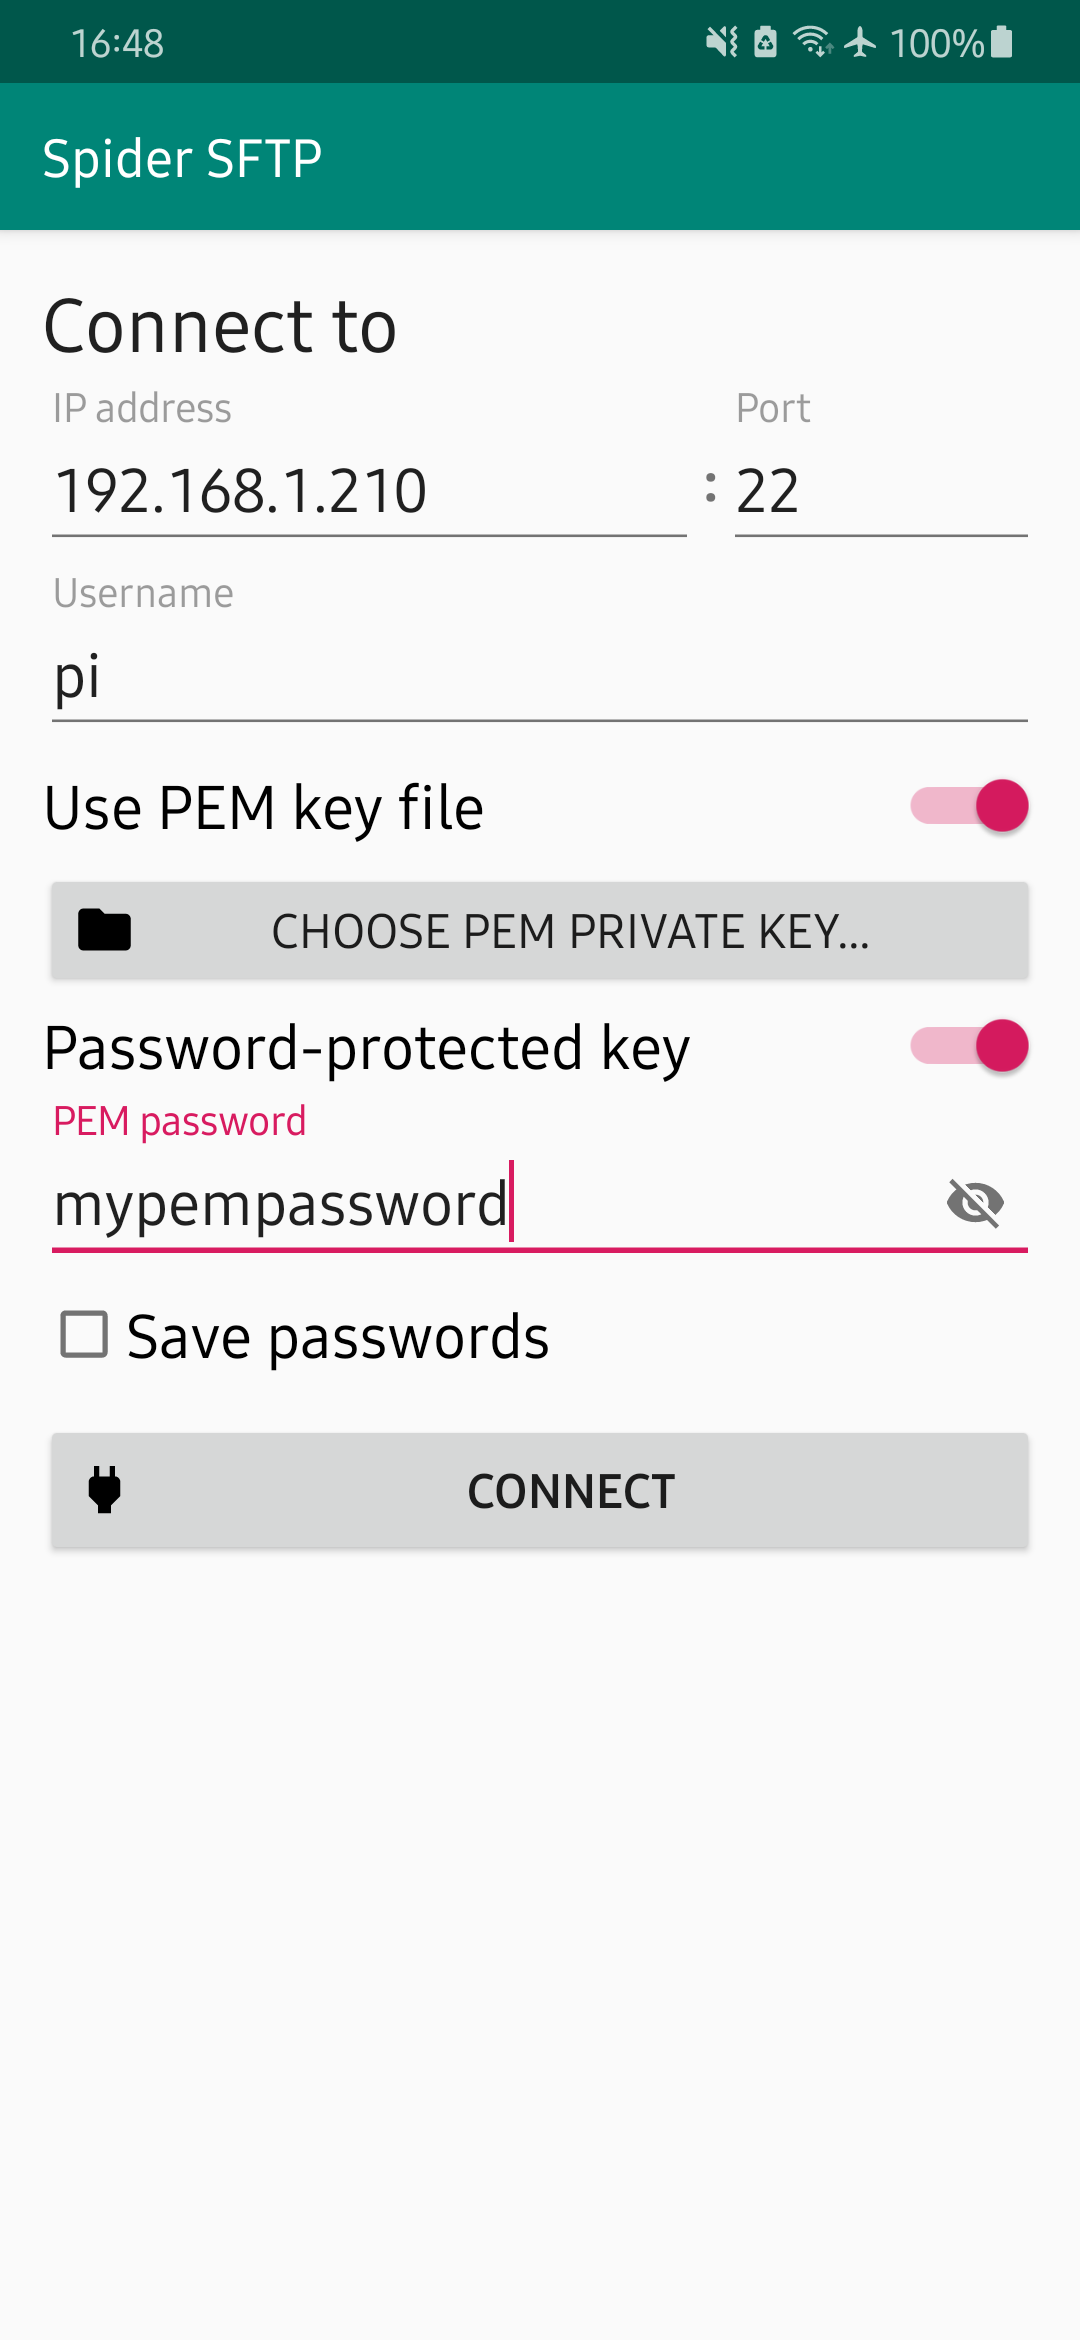 16:48 100%
Spider SFTP
Connect to
IP address Port
192.168.1.210 : 22
Username
pi
Use PEM key file
CHOOSE PEM PRIVATE KEY...
Password-protected key
PEM password
mypempassword
Save passwords
CONNECT